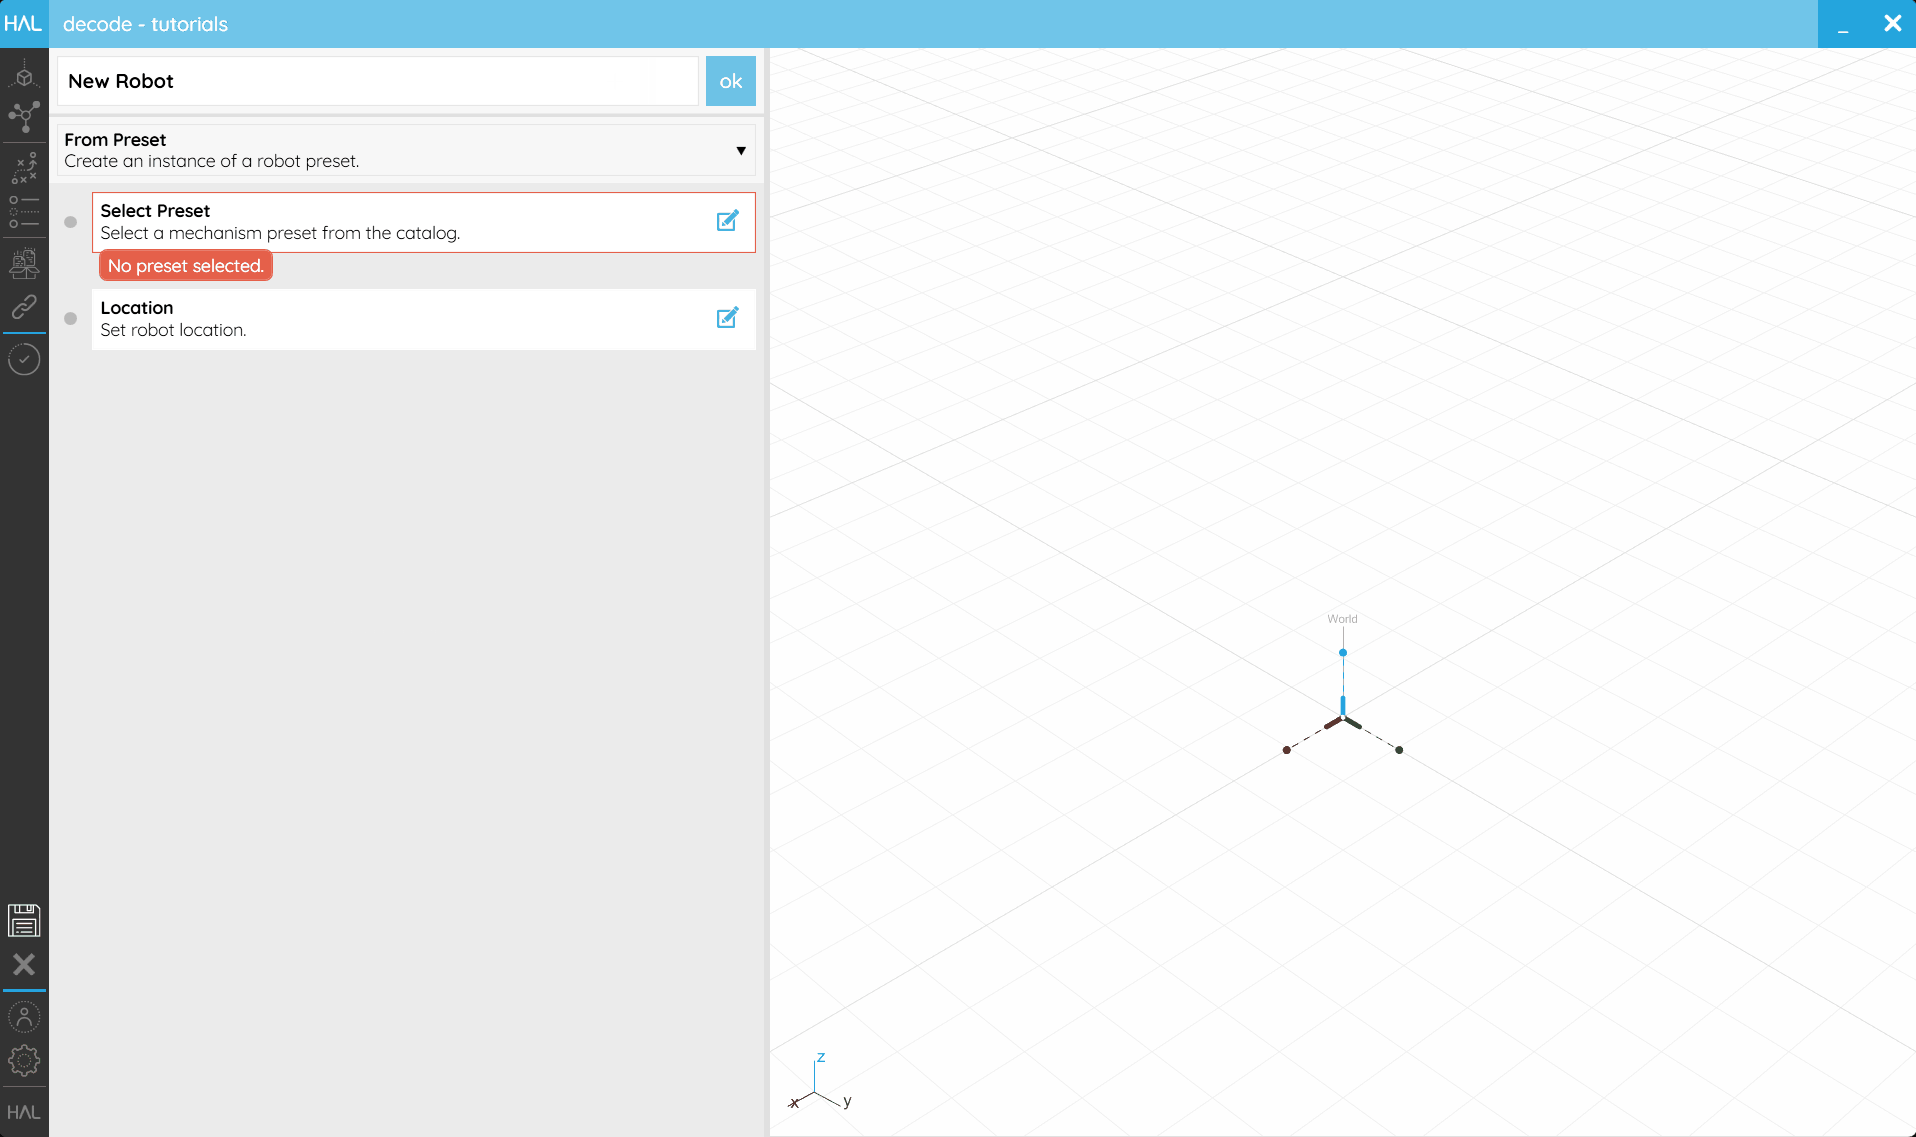 HAL decode - tutorials
New Robot ok
From Preset
Create an instance of a robot preset.
Select Preset
Select a mechanism preset from the catalog.
No preset selected.
Location
Set robot location.
World
z
x y
HAL